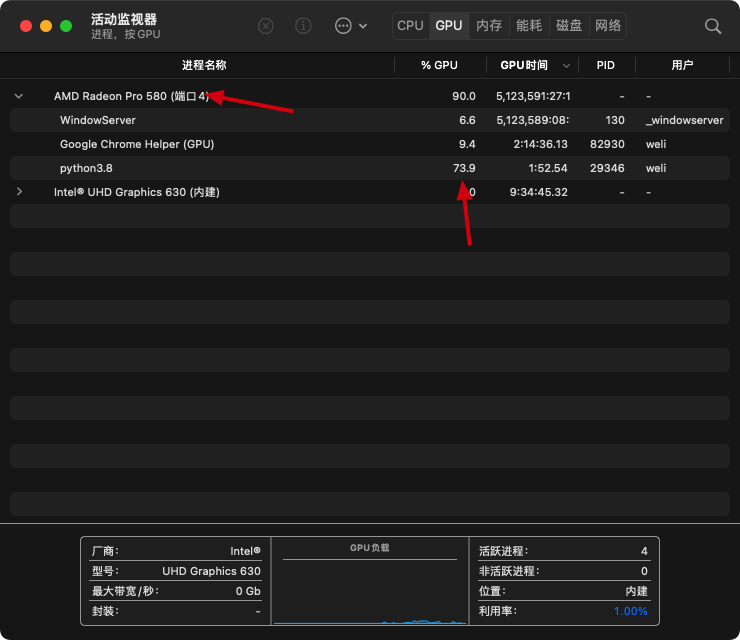 活动监视器
进程，按 GPU
CPU GPU 内存 能耗 磁盘 网络
进程名称 % GPU GPU时间 PID 用户
AMD Radeon Pro 580 (端口 4) 90.0 5,123,591:27:1 - -
WindowServer 6.6 5,123,589:08: 130 _windowserver
Google Chrome Helper (GPU) 9.4 2:14:36.13 82930 weli
python3.8 73.9 1:52.54 29346 weli
Intel® UHD Graphics 630 (内建) 0 9:34:45.32 - -
厂商： Intel®
型号： UHD Graphics 630
最大带宽/秒： 0 Gb
封装： -
GPU负载
活跃进程： 4
非活跃进程： 0
位置： 内建
利用率： 1.00%